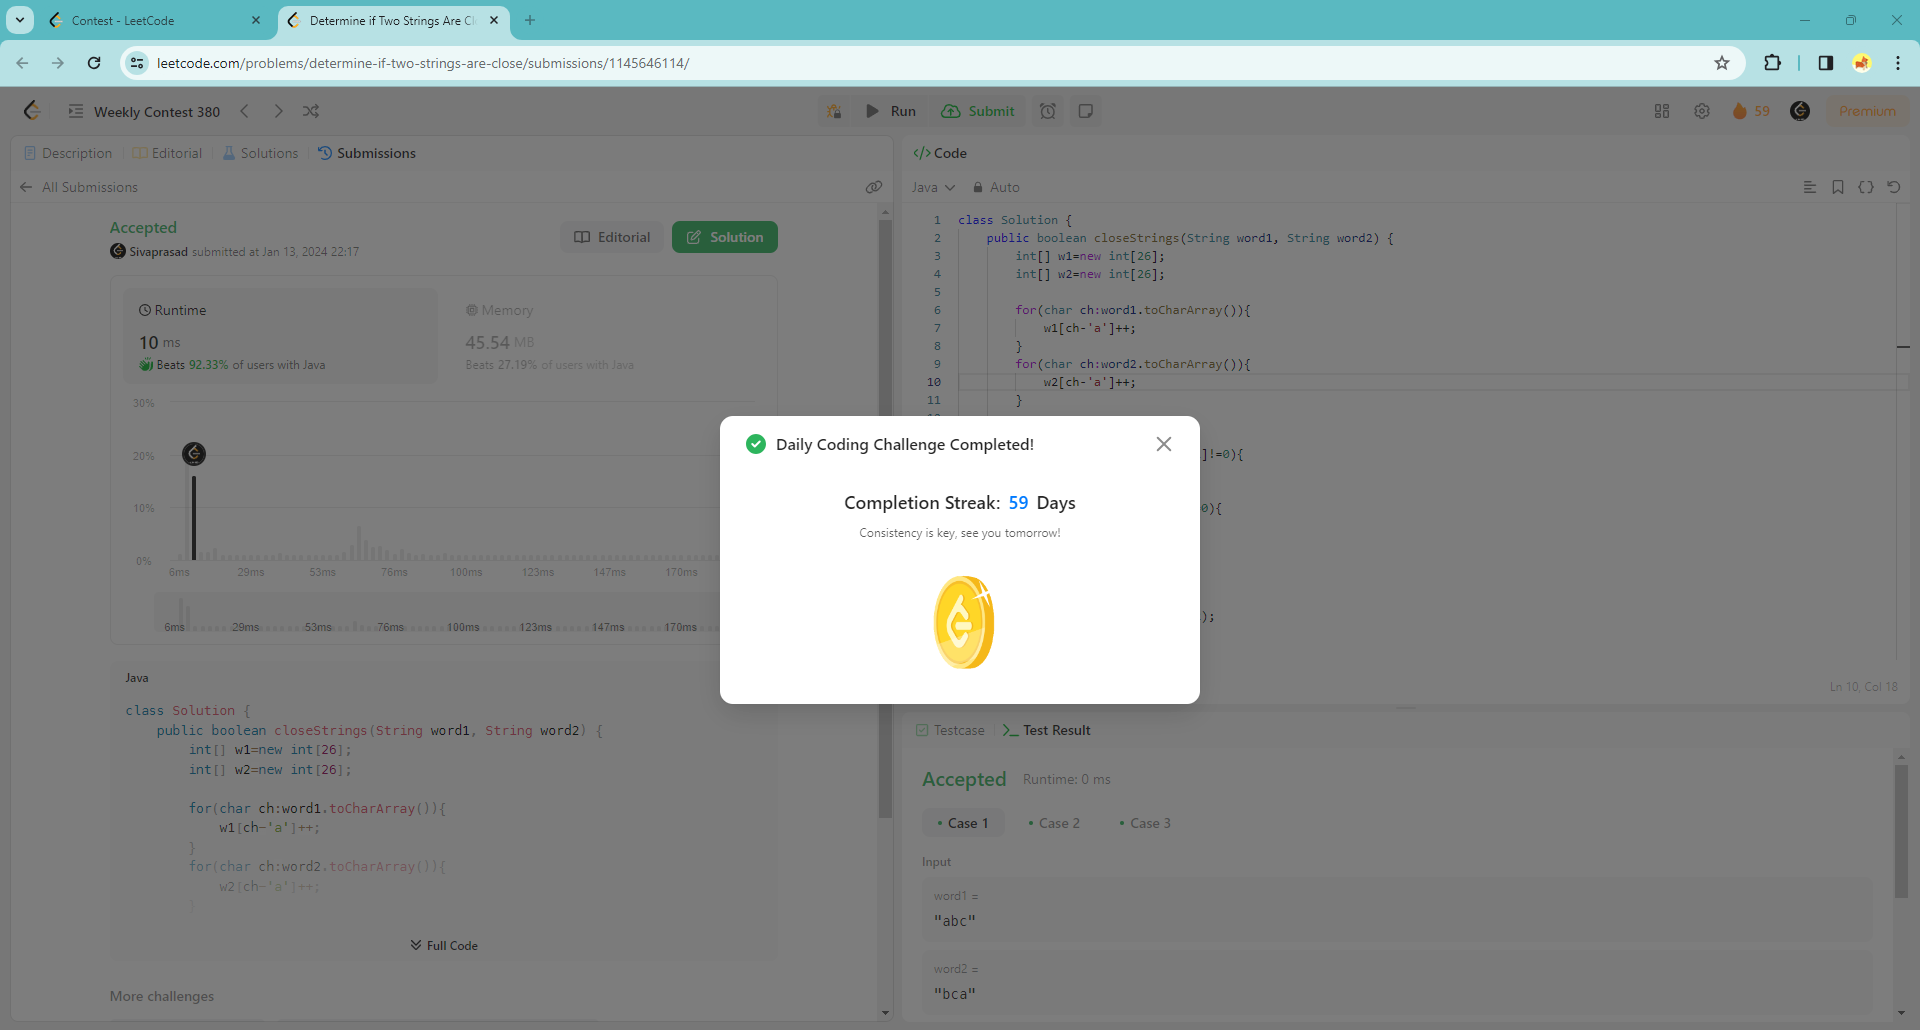 Contest - LeetCode
Determine if Two Strings Are Cl
leetcode.com/problems/determine-if-two-strings-are-close/submissions/1145646114/
Weekly Contest 380
Run
Submit
59
Premium
Description
Editorial
Solutions
Submissions
All Submissions
Accepted
Sivaprasad submitted at Jan 13, 2024 22:17
Editorial
Solution
Runtime
10 ms
Beats 92.33% of users with Java
Memory
45.54 MB
Beats 27.19% of users with Java
30%
20%
10%
0%
6ms 29ms 53ms 76ms 100ms 123ms 147ms 170ms
6ms 29ms 53ms 76ms 100ms 123ms 147ms 170ms
Java
class Solution {
public boolean closeStrings(String word1, String word2) {
int[] w1=new int[26];
int[] w2=new int[26];
for(char ch:word1.toCharArray()){
w1[ch-'a']++;
}
for(char ch:word2.toCharArray()){
w2[ch-'a']++;
}
Full Code
More challenges
Code
Java
Auto
1 class Solution {
2 public boolean closeStrings(String word1, String word2) {
3 int[] w1=new int[26];
4 int[] w2=new int[26];
5
6 for(char ch:word1.toCharArray()){
7 w1[ch-'a']++;
8 }
9 for(char ch:word2.toCharArray()){
10 w2[ch-'a']++;
11 }
]!=0){
){
);
Ln 10, Col 18
Daily Coding Challenge Completed!
Completion Streak: 59 Days
Consistency is key, see you tomorrow!
Testcase
Test Result
Accepted
Runtime: 0 ms
Case 1
Case 2
Case 3
Input
word1 =
"abc"
word2 =
"bca"